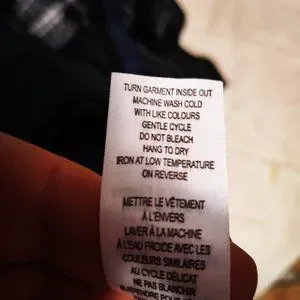 TURN GARMENT INSIDE OUT
MACHINE WASH COLD
WITH LIKE COLOURS
GENTLE CYCLE
DO NOT BLEACH
HANG TO DRY
IRON AT LOW TEMPERATURE
ON REVERSE
METTRE LE VÊTEMENT
À L'ENVERS
LAVER À LA MACHINE
À L'EAU FROIDE AVEC LES
COULEURS SIMILAIRES
AU CYCLE DÉLICAT
NE PAS BLANCHIR
SUSPENDRE POUR